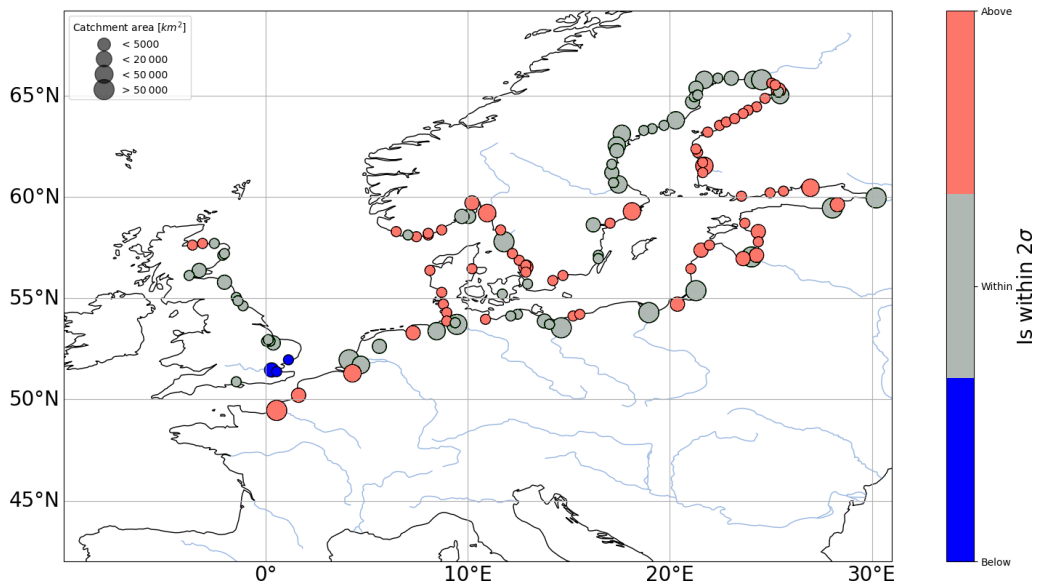 Catchment area [km²]
< 5000
< 20 000
< 50 000
> 50 000
65°N
60°N
55°N
50°N
45°N
0°
10°E
20°E
30°E
Above
Within
Below
Is within 2σ